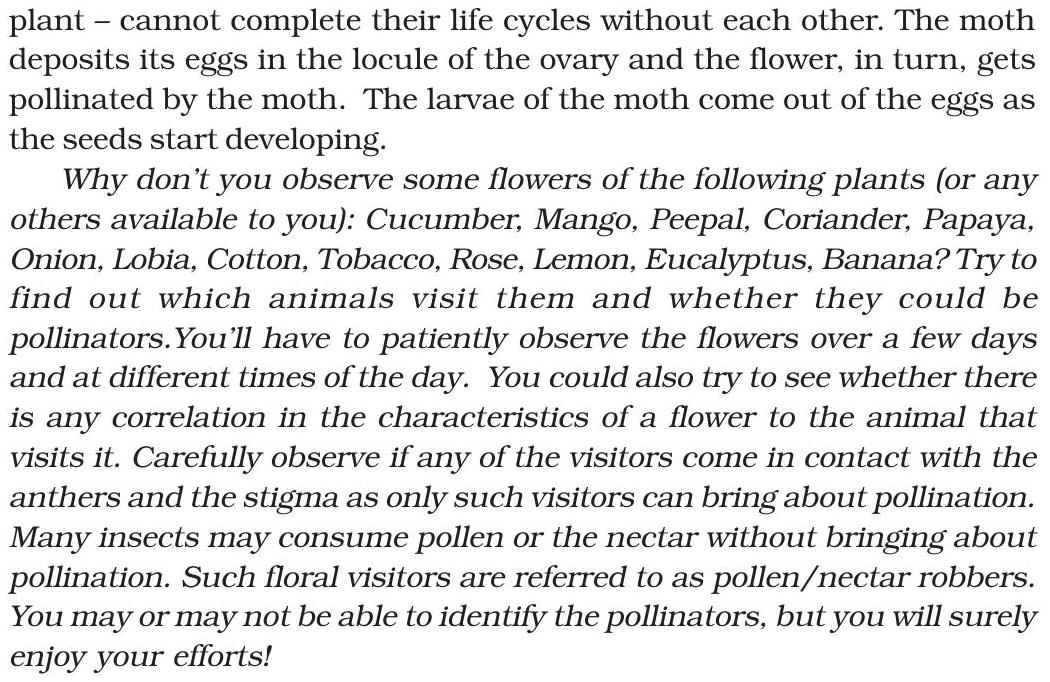 plant – cannot complete their life cycles without each other. The moth
deposits its eggs in the locule of the ovary and the flower, in turn, gets
pollinated by the moth.  The larvae of the moth come out of the eggs as
the seeds start developing.
Why don't you observe some flowers of the following plants (or any
others available to you): Cucumber, Mango, Peepal, Coriander, Papaya,
Onion, Lobia, Cotton, Tobacco, Rose, Lemon, Eucalyptus, Banana? Try to
find out which animals visit them and whether they could be
pollinators.You'll have to patiently observe the flowers over a few days
and at different times of the day.  You could also try to see whether there
is any correlation in the characteristics of a flower to the animal that
visits it. Carefully observe if any of the visitors come in contact with the
anthers and the stigma as only such visitors can bring about pollination.
Many insects may consume pollen or the nectar without bringing about
pollination. Such floral visitors are referred to as pollen/nectar robbers.
You may or may not be able to identify the pollinators, but you will surely
enjoy your efforts!